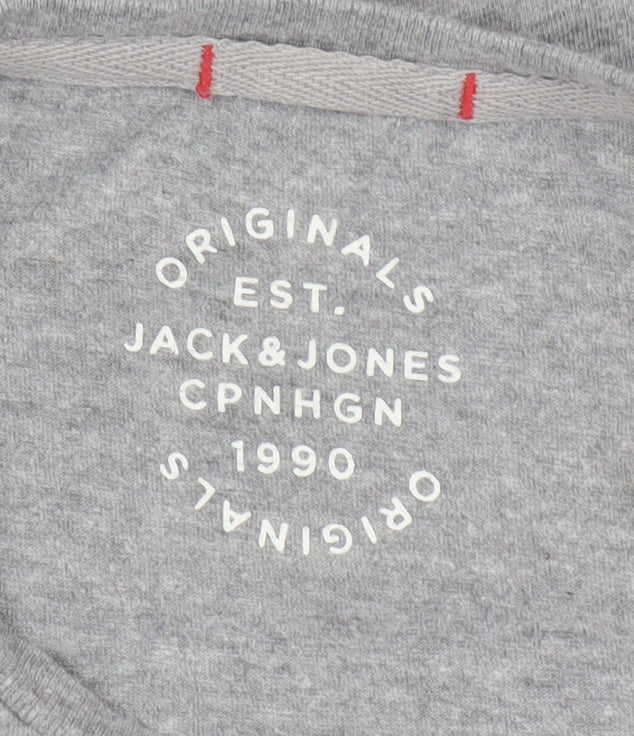 ORIGINALS
EST.
JACK&JONES
CPNHGN
1990
ORIGINALS